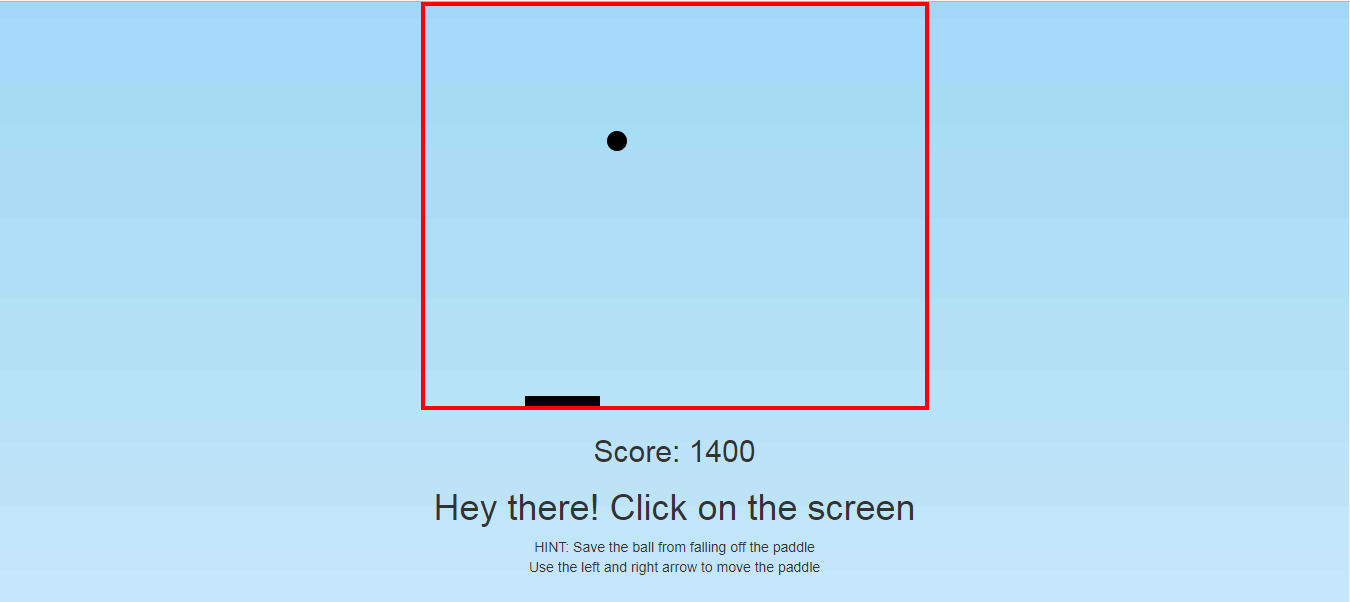 Score: 1400
Hey there! Click on the screen
HINT: Save the ball from falling off the paddle
Use the left and right arrow to move the paddle